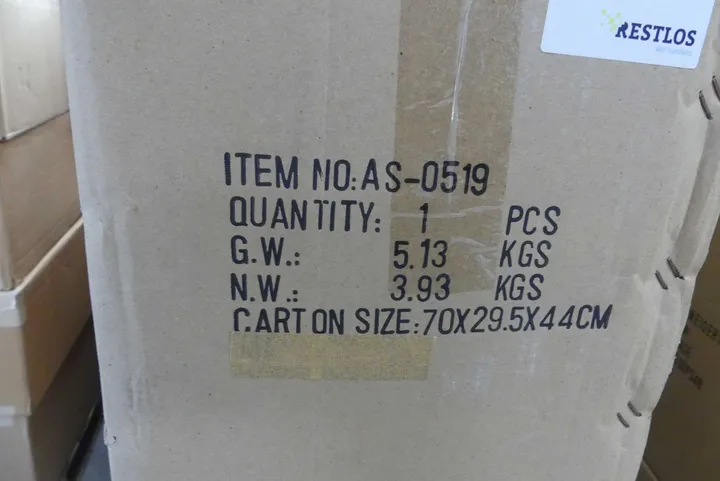 RESTLOS
ITEM NO:AS-0519
QUANTITY: 1 PCS
G.W.: 5.13 KGS
N.W.: 3.93 KGS
CARTON SIZE:70X29.5X44CM